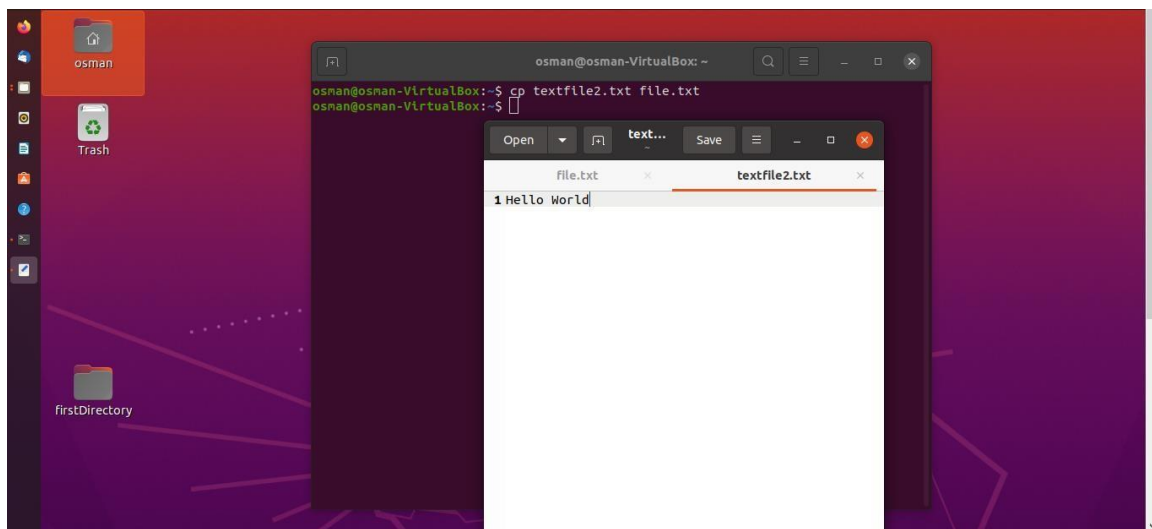 osman
Trash
firstDirectory
osman@osman-VirtualBox: ~
osman@osman-VirtualBox:~$ cp textfile2.txt file.txt
osman@osman-VirtualBox:~$
Open
text...
~
Save
file.txt
textfile2.txt
1 Hello World